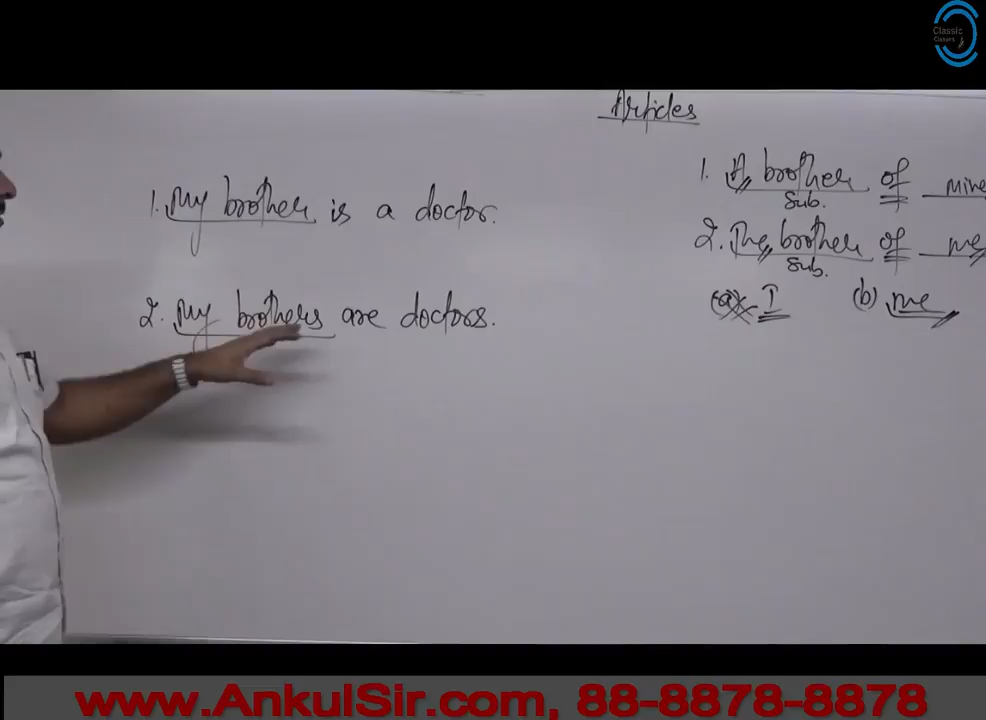 Classic
Classes
Articles
1. My brother is a doctor.
2. My brothers are doctors.
1. A brother of mine
Sub.
2. The brother of me
Sub.
(a) I (b) me
www.AnkulSir.com, 88-8878-8878